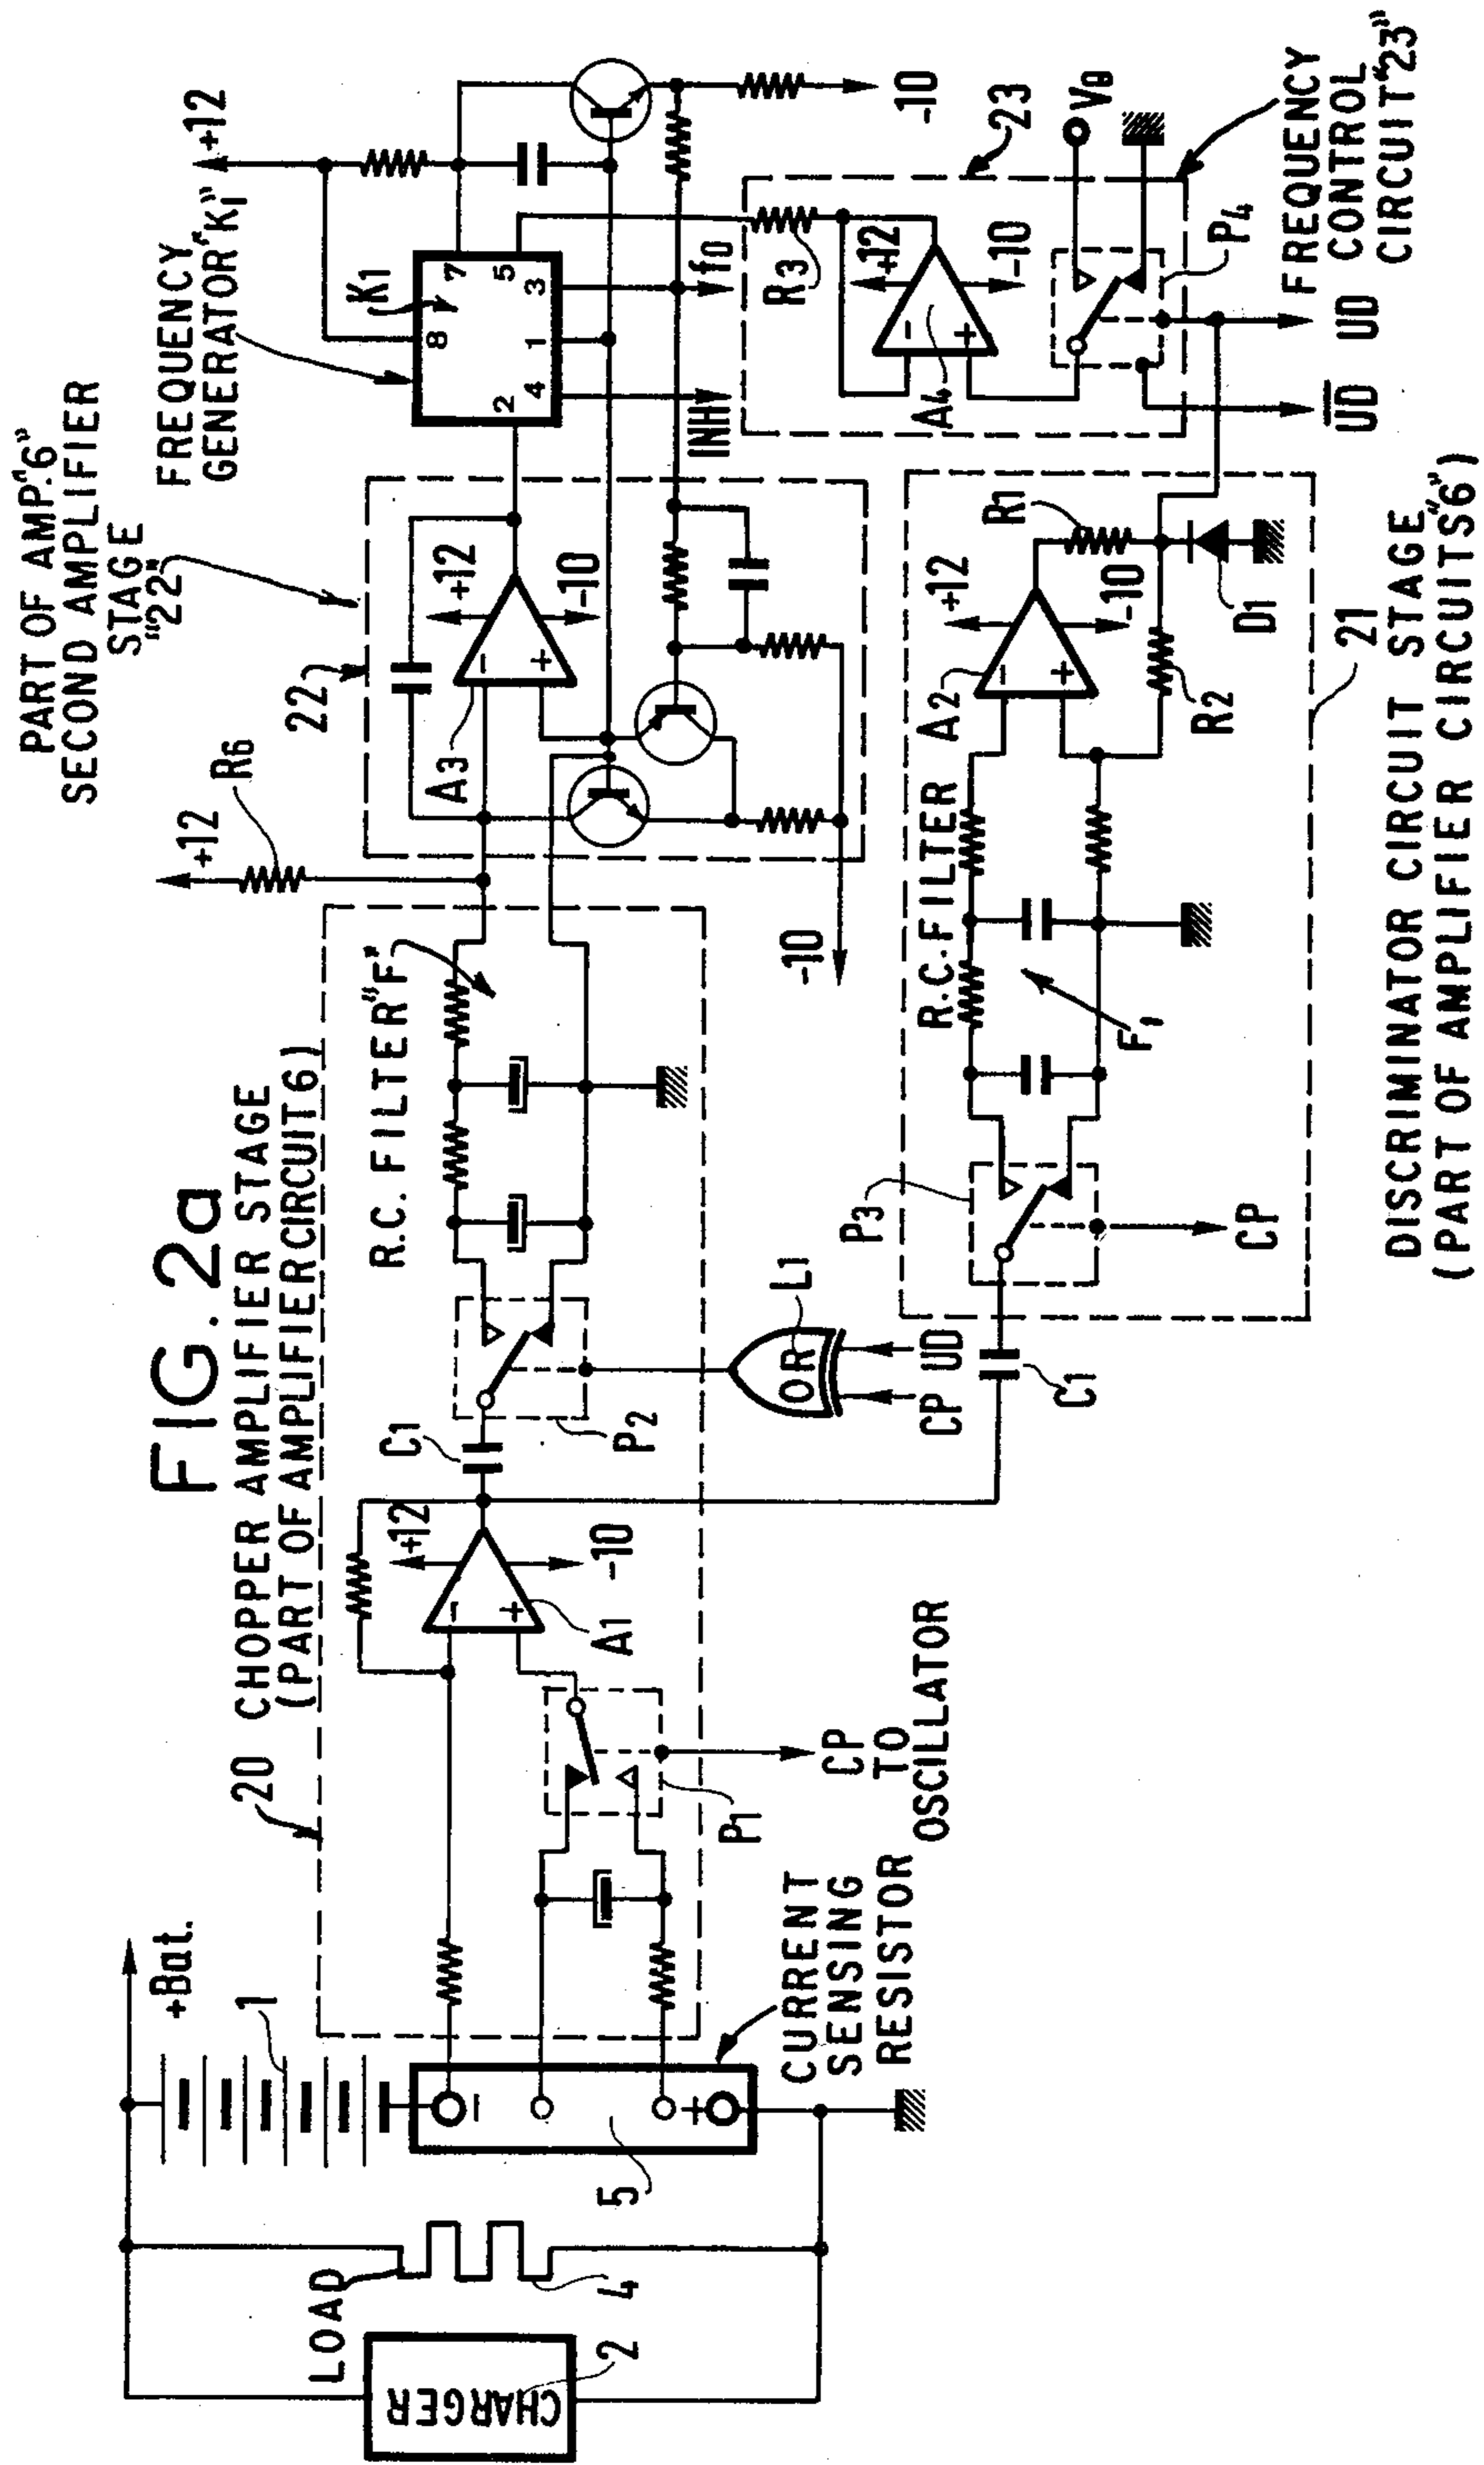 FIG. 2a
PART OF AMP."6"
SECOND AMPLIFIER
STAGE
"22"
FREQUENCY
GENERATOR "K1"
CHOPPER AMPLIFIER STAGE
(PART OF AMPLIFIER CIRCUIT 6)
20
+Bat.
1
LOAD
4
CHARGER
2
5
-
+
CURRENT
SENSING
RESISTOR
P1
CP
TO
OSCILLATOR
-
+
A1
+12
-10
C1
P2
R.C. FILTER "F"
OR
L1
CP
UD
+12
R6
22
A3
-
+
+12
-10
-10
K1
8
7
2
5
4
1
3
INH
f0
+12
-10
23
R3
+12
-10
-
+
A4
P4
Vθ
UD
UD
FREQUENCY
CONTROL
CIRCUIT "23"
C1
P3
CP
R.C. FILTER
F1
A2
-
+
+12
-10
R1
R2
D1
21
DISCRIMINATOR CIRCUIT STAGE
(PART OF AMPLIFIER CIRCUITS "6")